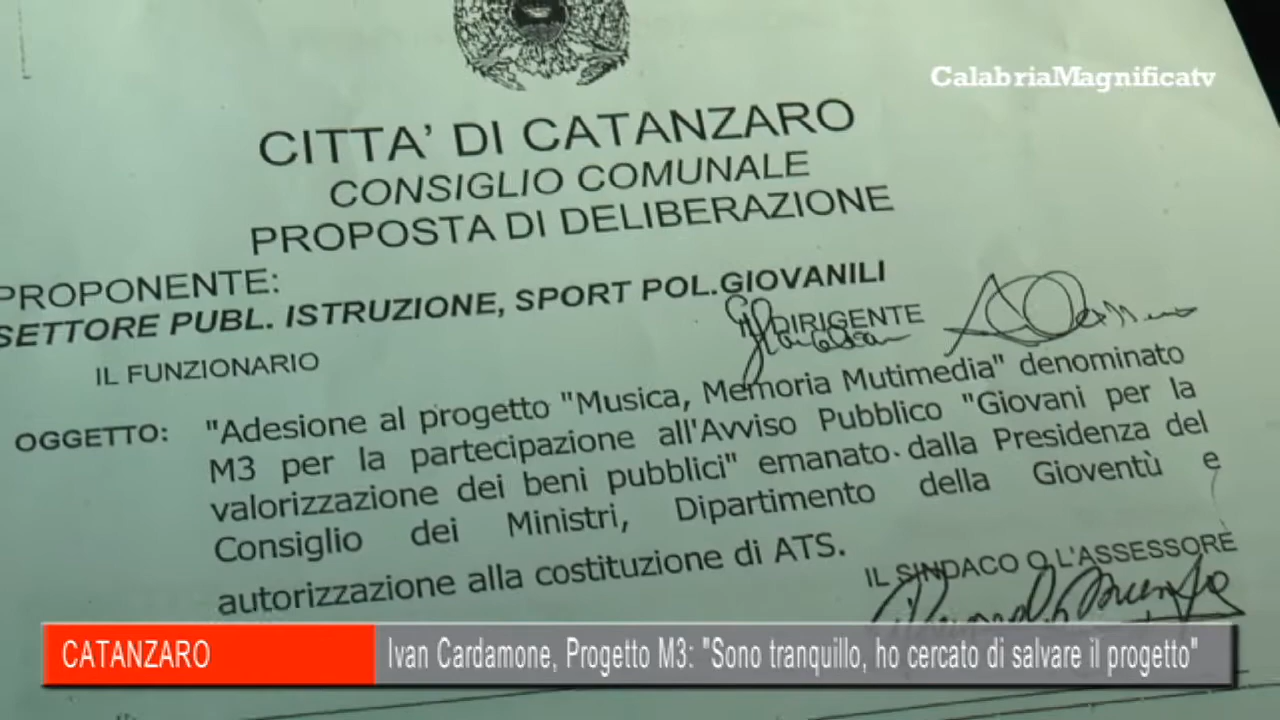 CalabriaMagnificatv
CITTA' DI CATANZARO
CONSIGLIO COMUNALE
PROPOSTA DI DELIBERAZIONE
PROPONENTE:
SETTORE PUBL. ISTRUZIONE, SPORT POL.GIOVANILI
IL FUNZIONARIO
IL DIRIGENTE
OGGETTO: "Adesione al progetto "Musica, Memoria Mutimedia" denominato
M3 per la partecipazione all'Avviso Pubblico "Giovani per la
valorizzazione dei beni pubblici" emanato dalla Presidenza del
Consiglio dei Ministri, Dipartimento della Gioventù e
autorizzazione alla costituzione di ATS.
IL SINDACO O L'ASSESSORE
CATANZARO
Ivan Cardamone, Progetto M3: "Sono tranquillo, ho cercato di salvare il progetto"